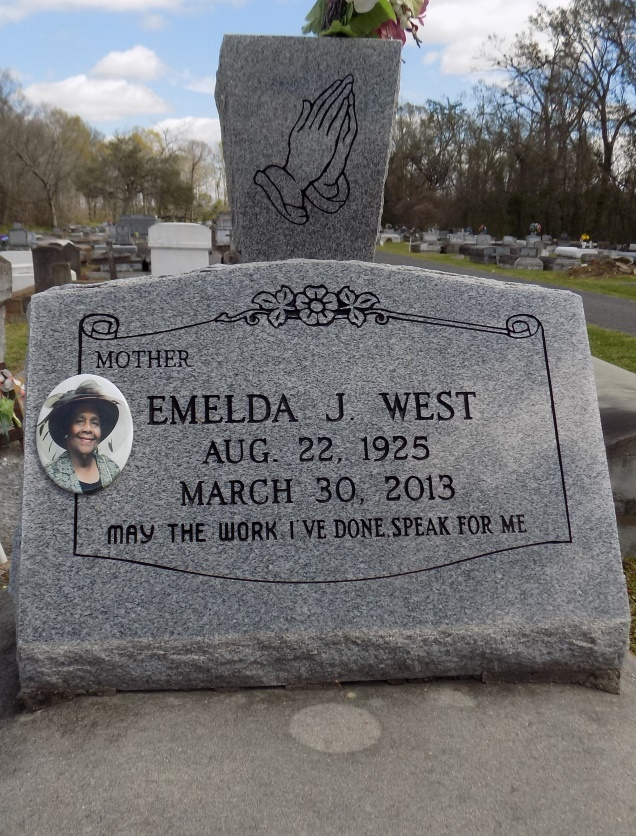 MOTHER
EMELDA J. WEST
AUG. 22, 1925
MARCH 30, 2013
MAY THE WORK I'VE DONE, SPEAK FOR ME